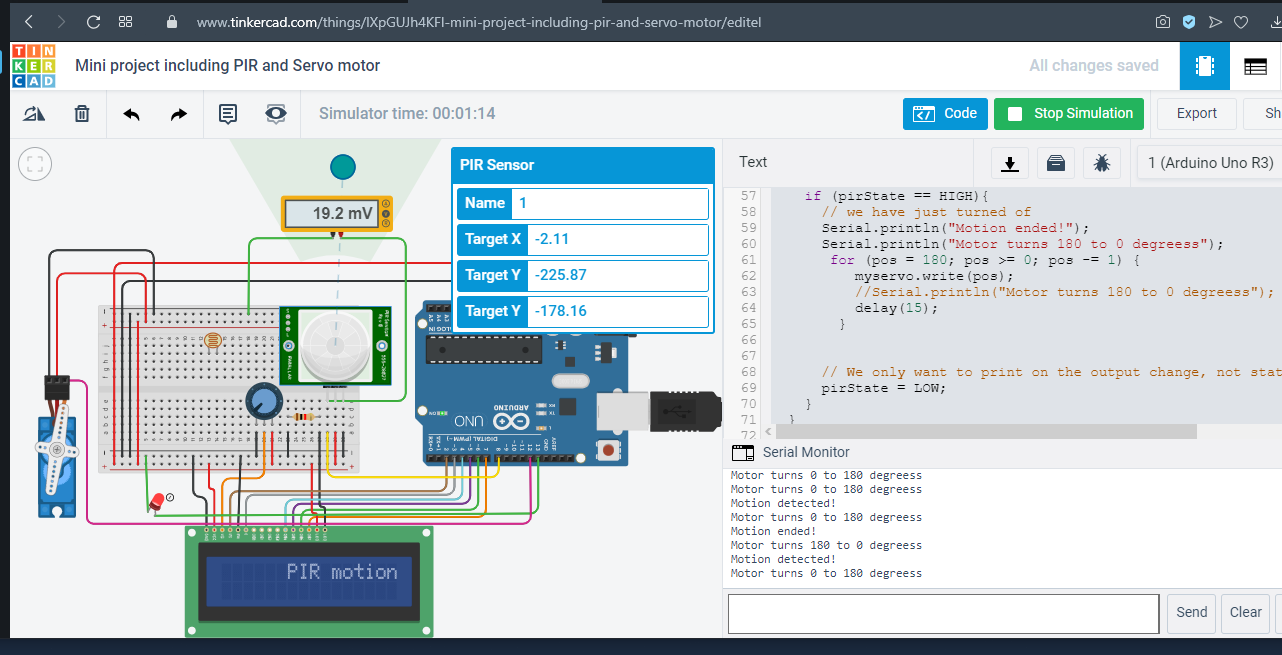 www.tinkercad.com/things/lXpGUJh4KFl-mini-project-including-pir-and-servo-motor/editel
TIN
KER
CAD
Mini project including PIR and Servo motor
All changes saved
Simulator time: 00:01:14
Code
Stop Simulation
Export
Sh
PIR Sensor
Name 1
Target X -2.11
Target Y -225.87
Target Y -178.16
19.2 mV
Text
1 (Arduino Uno R3)
57 if (pirState == HIGH){
58 // we have just turned of
59 Serial.println("Motion ended!");
60 Serial.println("Motor turns 180 to 0 degreess");
61 for (pos = 180; pos >= 0; pos -= 1) {
62 myservo.write(pos);
63 //Serial.println("Motor turns 180 to 0 degreess");
64 delay(15);
65 }
66
67
68 // We only want to print on the output change, not stat
69 pirState = LOW;
70 }
71 }
72
ARDUINO
UNO
DIGITAL (PWM~)
PIR motion
Serial Monitor
Motor turns 0 to 180 degreess
Motor turns 0 to 180 degreess
Motion detected!
Motor turns 0 to 180 degreess
Motion ended!
Motor turns 180 to 0 degreess
Motion detected!
Motor turns 0 to 180 degreess
Send
Clear